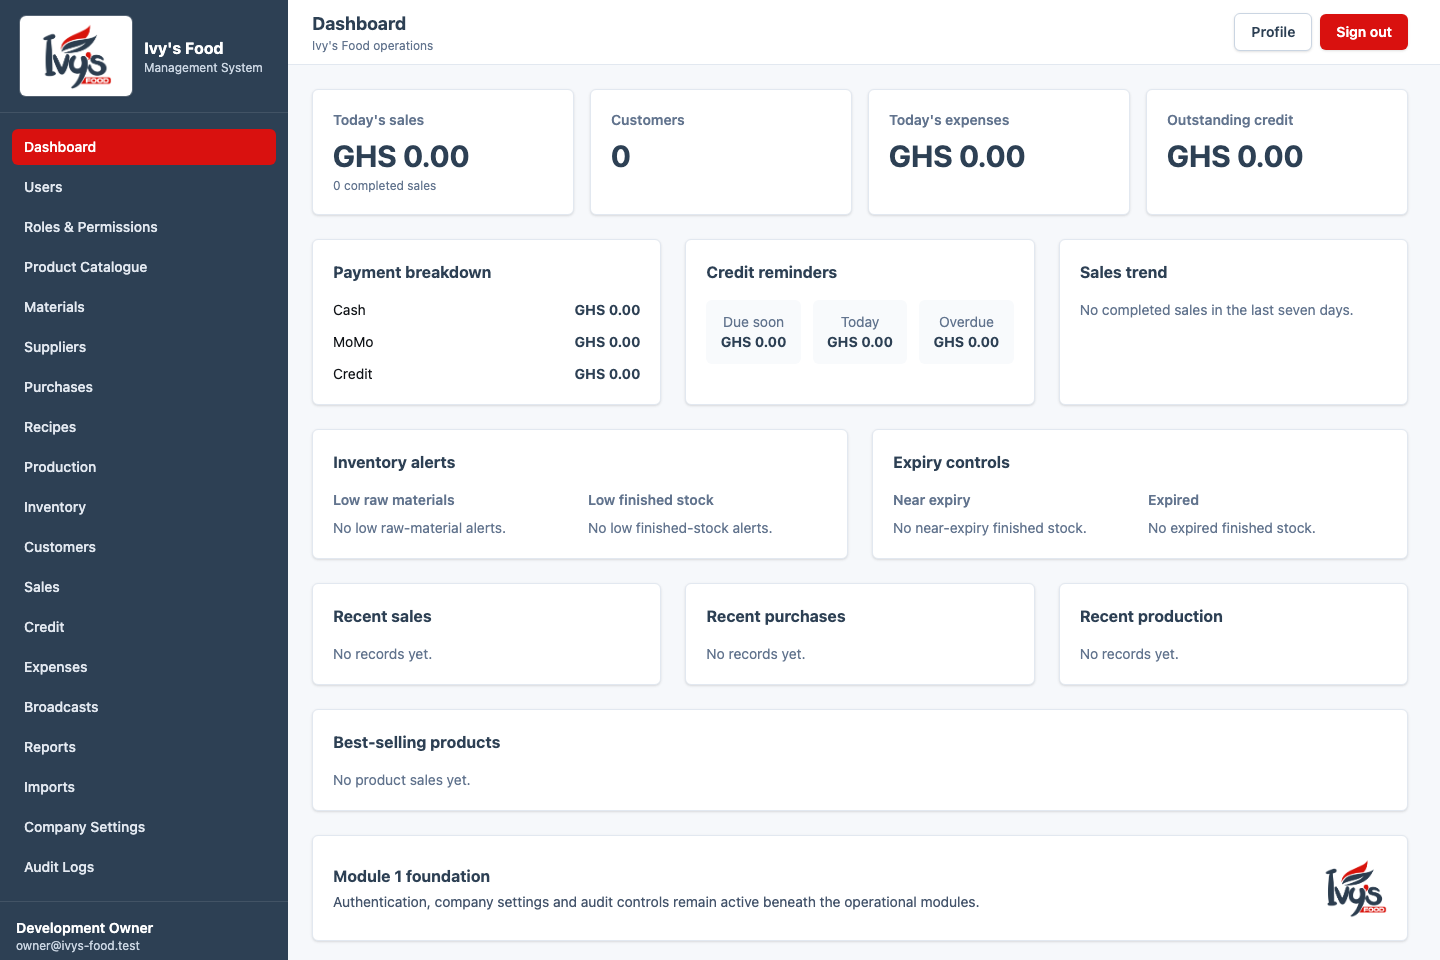 Ivy's
FOOD
Ivy's Food
Management System
Dashboard
Users
Roles & Permissions
Product Catalogue
Materials
Suppliers
Purchases
Recipes
Production
Inventory
Customers
Sales
Credit
Expenses
Broadcasts
Reports
Imports
Company Settings
Audit Logs
Development Owner
owner@ivys-food.test
Dashboard
Ivy's Food operations
Profile
Sign out
Today's sales
GHS 0.00
0 completed sales
Customers
0
Today's expenses
GHS 0.00
Outstanding credit
GHS 0.00
Payment breakdown
Cash GHS 0.00
MoMo GHS 0.00
Credit GHS 0.00
Credit reminders
Due soon
GHS 0.00
Today
GHS 0.00
Overdue
GHS 0.00
Sales trend
No completed sales in the last seven days.
Inventory alerts
Low raw materials
No low raw-material alerts.
Low finished stock
No low finished-stock alerts.
Expiry controls
Near expiry
No near-expiry finished stock.
Expired
No expired finished stock.
Recent sales
No records yet.
Recent purchases
No records yet.
Recent production
No records yet.
Best-selling products
No product sales yet.
Module 1 foundation
Authentication, company settings and audit controls remain active beneath the operational modules.
Ivy's
FOOD